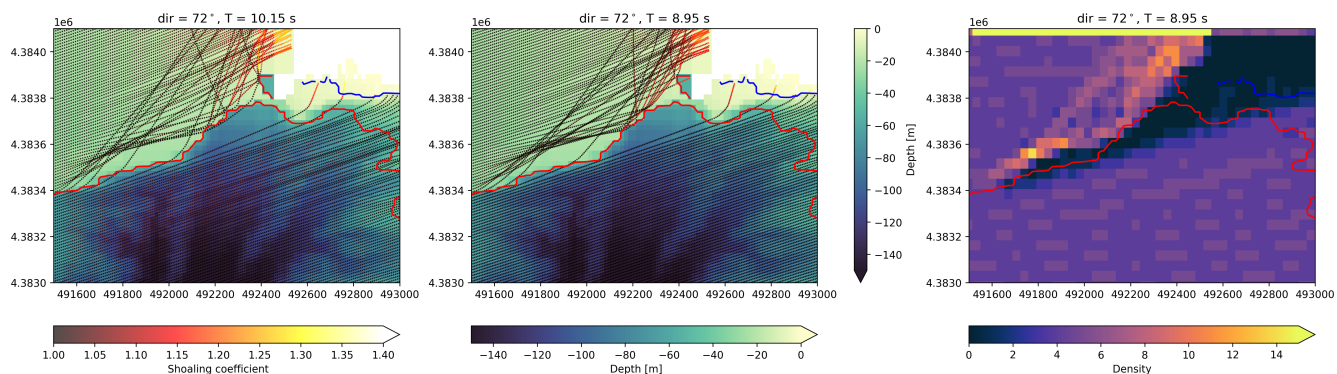 dir = 72°, T = 10.15 s
1e6
4.3840
4.3838
4.3836
4.3834
4.3832
4.3830
491600 491800 492000 492200 492400 492600 492800 493000
1.00 1.05 1.10 1.15 1.20 1.25 1.30 1.35 1.40
Shoaling coefficient
dir = 72°, T = 8.95 s
1e6
4.3840
4.3838
4.3836
4.3834
4.3832
4.3830
491600 491800 492000 492200 492400 492600 492800 493000
−140 −120 −100 −80 −60 −40 −20 0
Depth [m]
0
−20
−40
−60
−80
−100
−120
−140
Depth [m]
dir = 72°, T = 8.95 s
1e6
4.3840
4.3838
4.3836
4.3834
4.3832
4.3830
491600 491800 492000 492200 492400 492600 492800 493000
0 2 4 6 8 10 12 14
Density